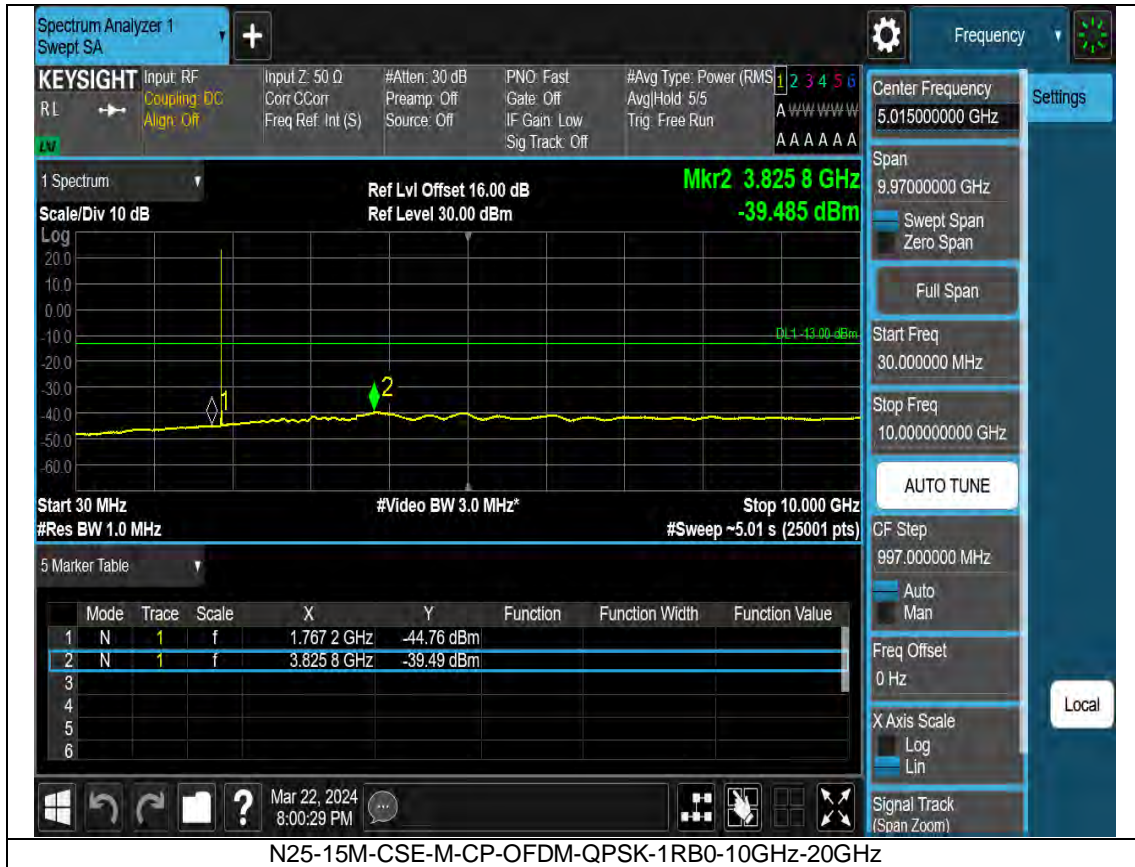 Spectrum Analyzer 1
Swept SA
+
Frequency
KEYSIGHT
RL
LXI
Input: RF
Coupling: DC
Align: Off
Input Z: 50 Ω
Corr CCorr
Freq Ref: Int (S)
#Atten: 30 dB
Preamp: Off
Source: Off
PNO: Fast
Gate: Off
IF Gain: Low
Sig Track: Off
#Avg Type: Power (RMS
Avg|Hold: 5/5
Trig: Free Run
1 2 3 4 5 6
A W W W W W
A A A A A A
Center Frequency
5.015000000 GHz
Settings
Span
9.97000000 GHz
Swept Span
Zero Span
Full Span
Start Freq
30.000000 MHz
Stop Freq
10.000000000 GHz
AUTO TUNE
CF Step
997.000000 MHz
Auto
Man
Freq Offset
0 Hz
X Axis Scale
Log
Lin
Signal Track
(Span Zoom)
Local
1 Spectrum
Ref Lvl Offset 16.00 dB
Mkr2 3.825 8 GHz
Scale/Div 10 dB
Ref Level 30.00 dBm
-39.485 dBm
Log
20.0
10.0
0.00
-10.0
DL1 -13.00 dBm
-20.0
-30.0
-40.0
1
2
-50.0
-60.0
Start 30 MHz
#Video BW 3.0 MHz*
Stop 10.000 GHz
#Res BW 1.0 MHz
#Sweep ~5.01 s (25001 pts)
5 Marker Table
Mode Trace Scale X Y Function Function Width Function Value
1 N 1 f 1.767 2 GHz -44.76 dBm
2 N 1 f 3.825 8 GHz -39.49 dBm
3
4
5
6
?
Mar 22, 2024
8:00:29 PM
N25-15M-CSE-M-CP-OFDM-QPSK-1RB0-10GHz-20GHz